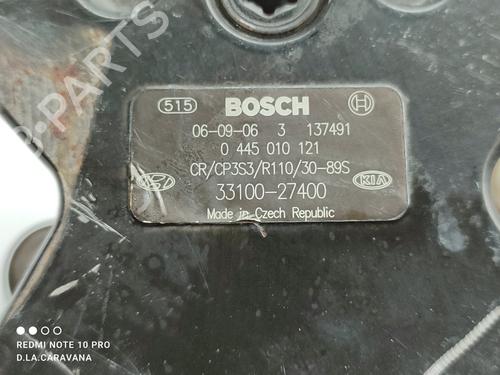 515 BOSCH
06-09-06 3 137491
0 445 010 121
CR/CP3S3/R110/30-89S
33100-27400 KIA
Made in Czech Republic
B-PARTS
REDMI NOTE 10 PRO
D.LA.CARAVANA